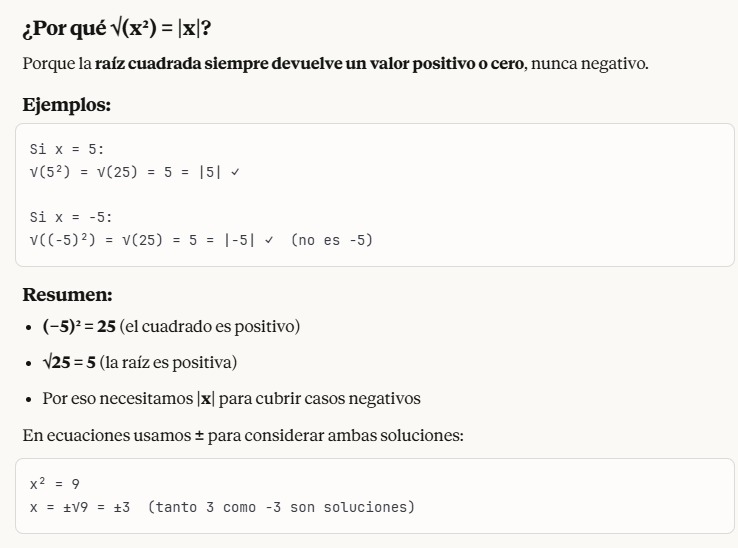 ¿Por qué √(x²) = |x|?
Porque la raíz cuadrada siempre devuelve un valor positivo o cero, nunca negativo.
Ejemplos:
Si x = 5:
√(5²) = √(25) = 5 = |5| ✓
Si x = -5:
√((-5)²) = √(25) = 5 = |-5| ✓  (no es -5)
Resumen:
• (−5)² = 25 (el cuadrado es positivo)
• √25 = 5 (la raíz es positiva)
• Por eso necesitamos |x| para cubrir casos negativos
En ecuaciones usamos ± para considerar ambas soluciones:
x² = 9
x = ±√9 = ±3  (tanto 3 como -3 son soluciones)